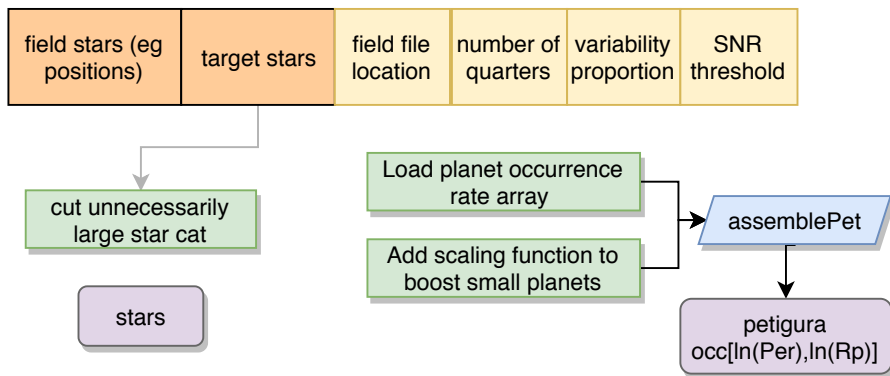 field stars (eg
positions)
target stars
field file
location
number of
quarters
variability
proportion
SNR
threshold
cut unnecessarily
large star cat
Load planet occurrence
rate array
Add scaling function to
boost small planets
assemblePet
stars
petigura
occ[ln(Per),ln(Rp)]